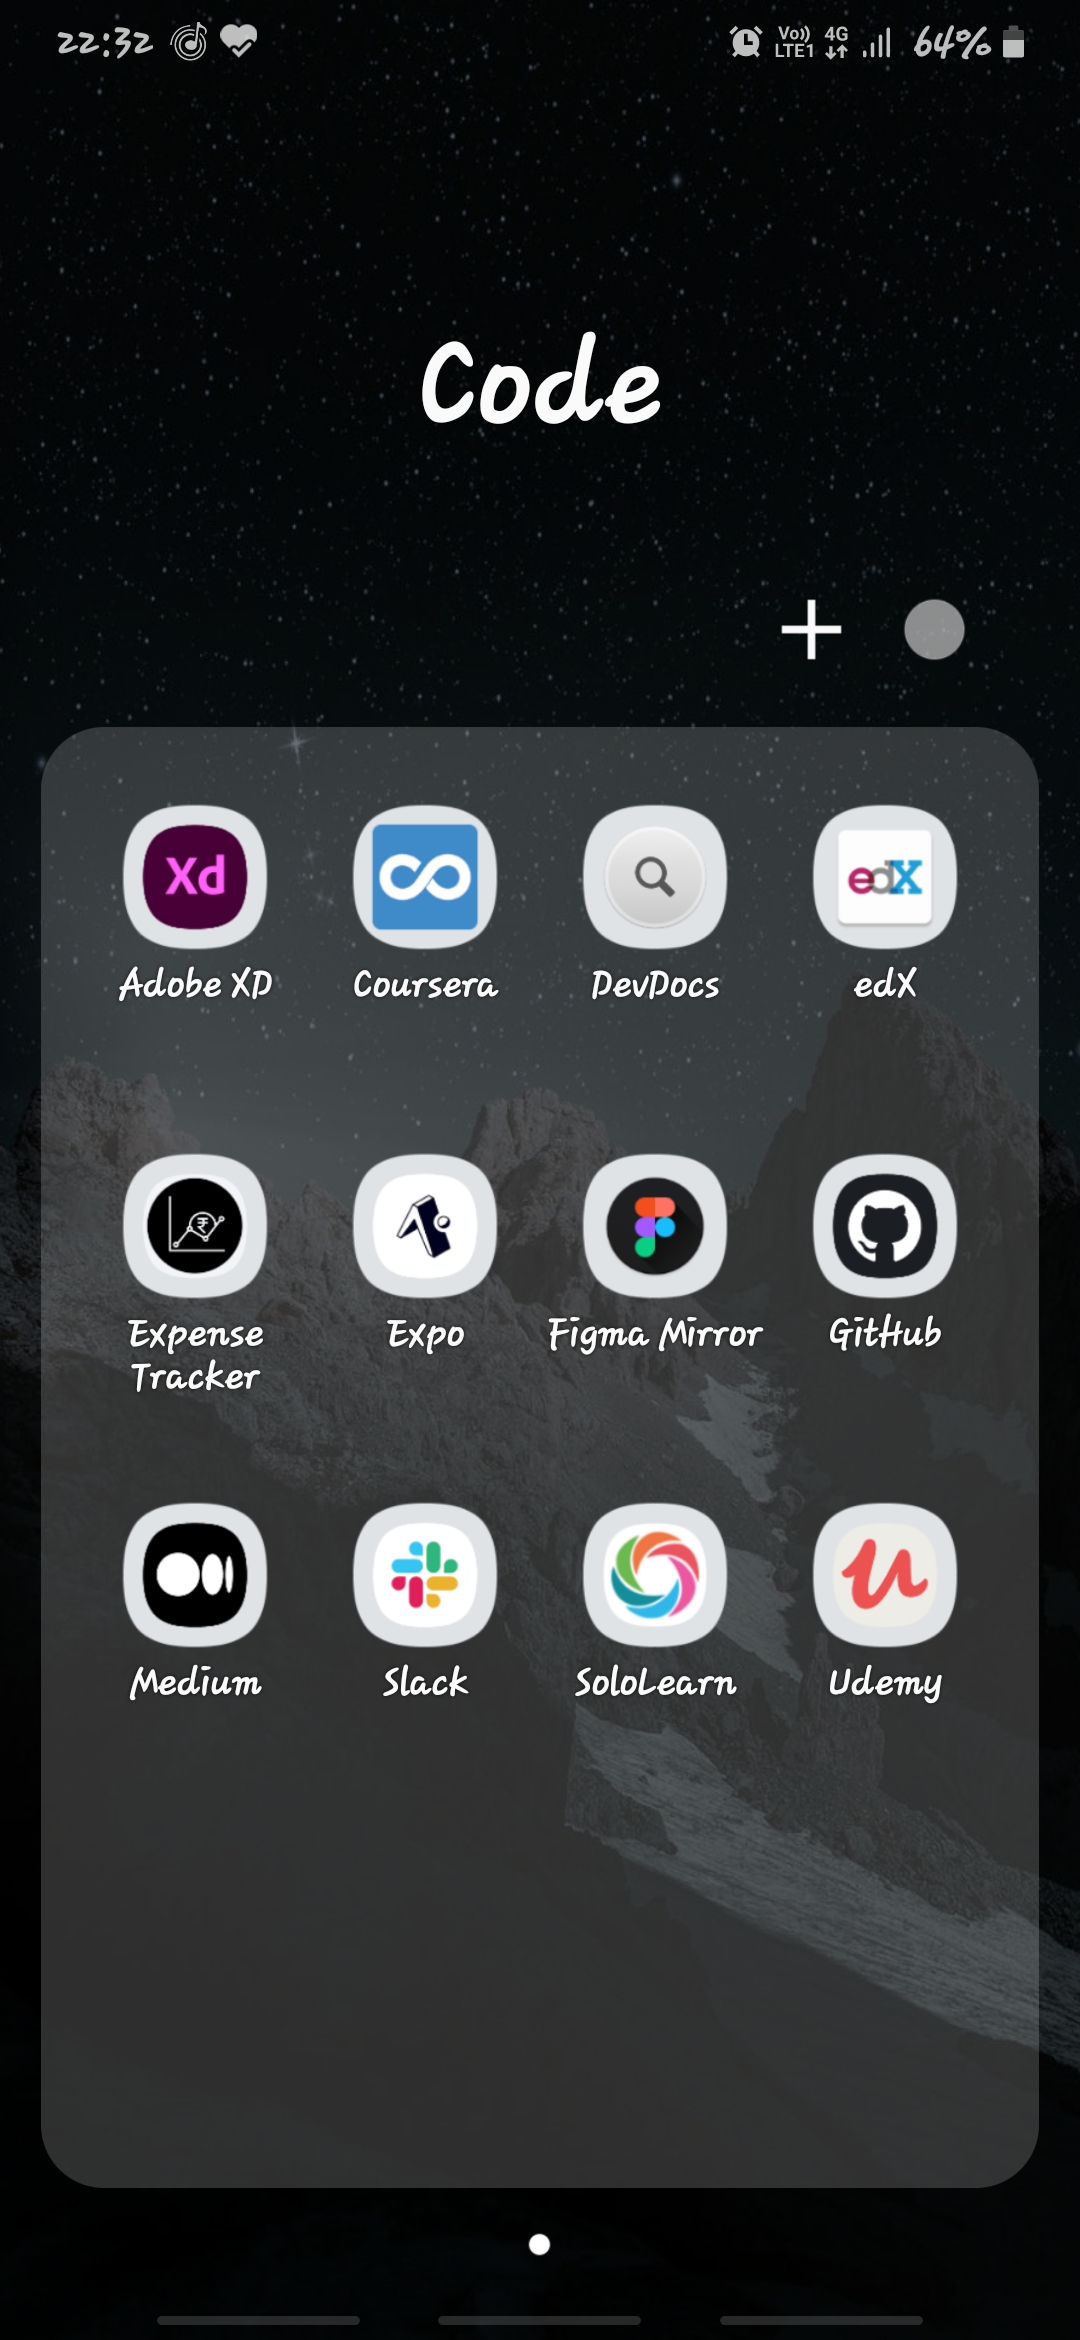 22:32
Vo)) LTE1 4G 64%
Code
Xd
edX
Adobe XD Coursera DevDocs edX
Expense Tracker Expo Figma Mirror GitHub
Medium Slack SoloLearn Udemy